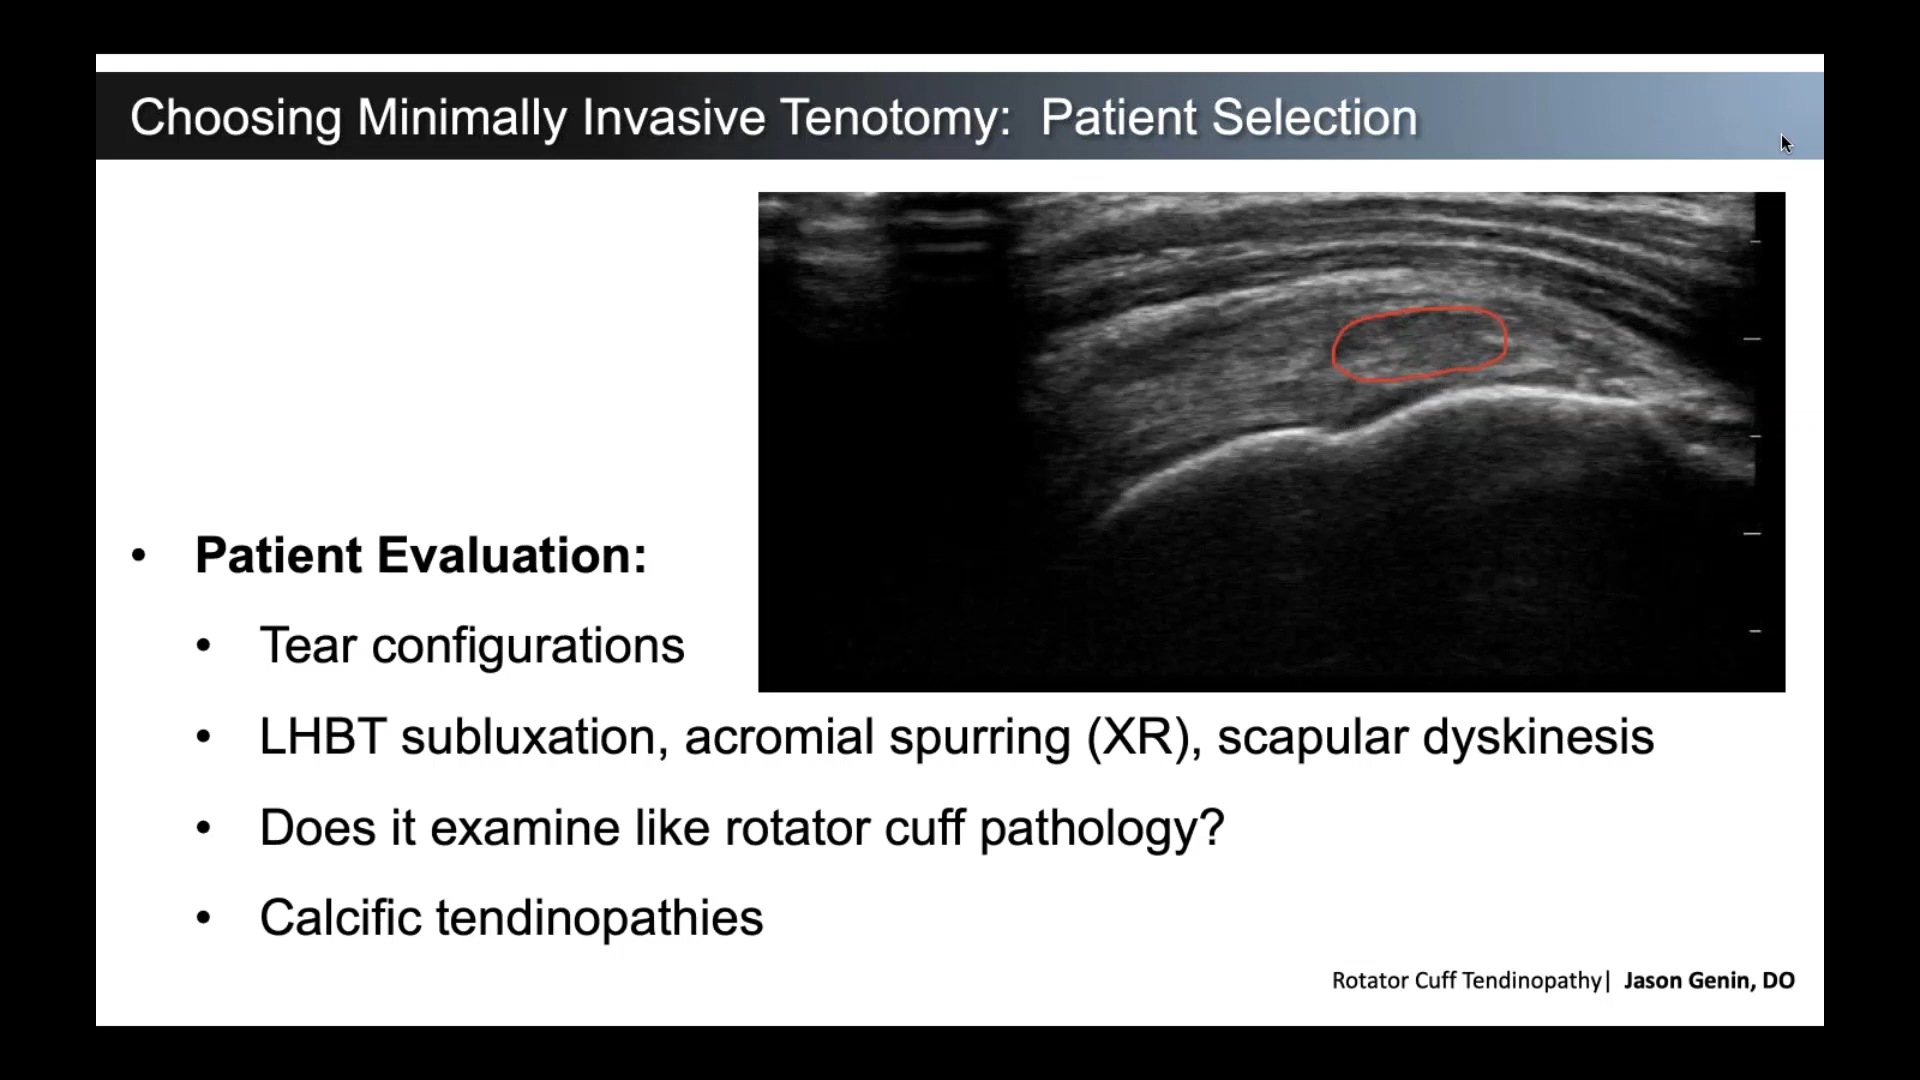 Choosing Minimally Invasive Tenotomy: Patient Selection
• Patient Evaluation:
• Tear configurations
• LHBT subluxation, acromial spurring (XR), scapular dyskinesis
• Does it examine like rotator cuff pathology?
• Calcific tendinopathies
Rotator Cuff Tendinopathy| Jason Genin, DO